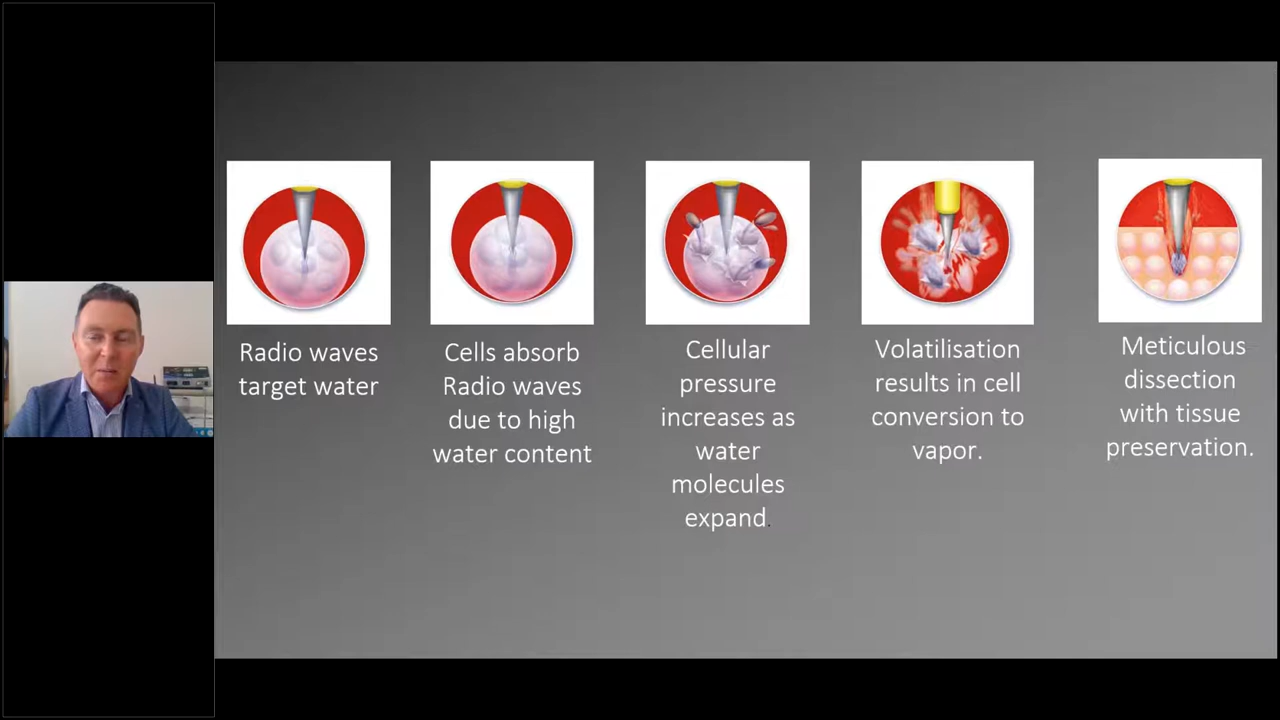 Radio waves
target water
Cells absorb
Radio waves
due to high
water content
Cellular
pressure
increases as
water
molecules
expand.
Volatilisation
results in cell
conversion to
vapor.
Meticulous
dissection
with tissue
preservation.